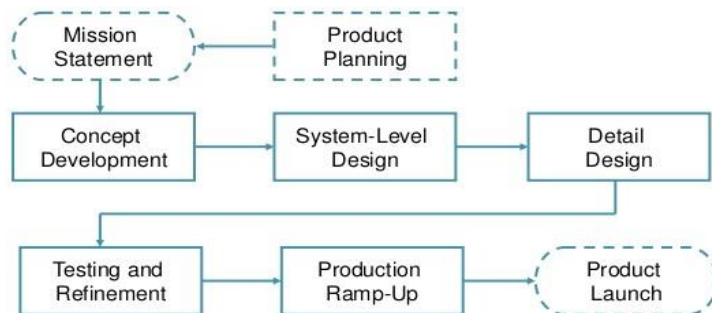 Mission
Statement
Product
Planning
Concept
Development
System-Level
Design
Detail
Design
Testing and
Refinement
Production
Ramp-Up
Product
Launch